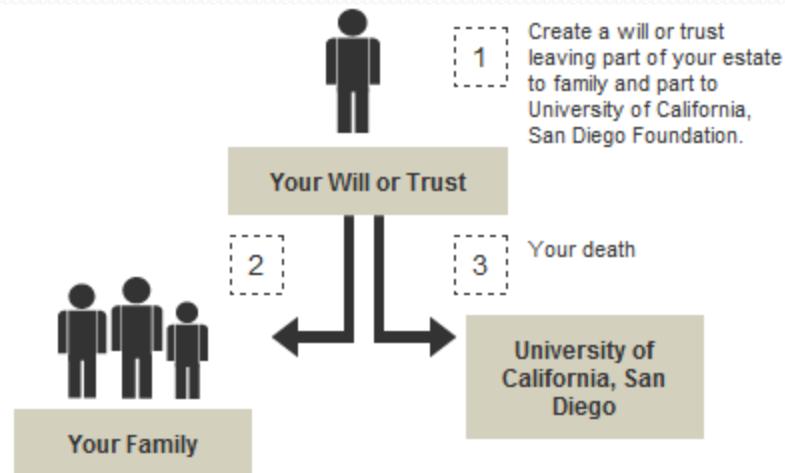 1
Create a will or trust
leaving part of your estate
to family and part to
University of California,
San Diego Foundation.
Your Will or Trust
2
3
Your death
University of
California, San
Diego
Your Family